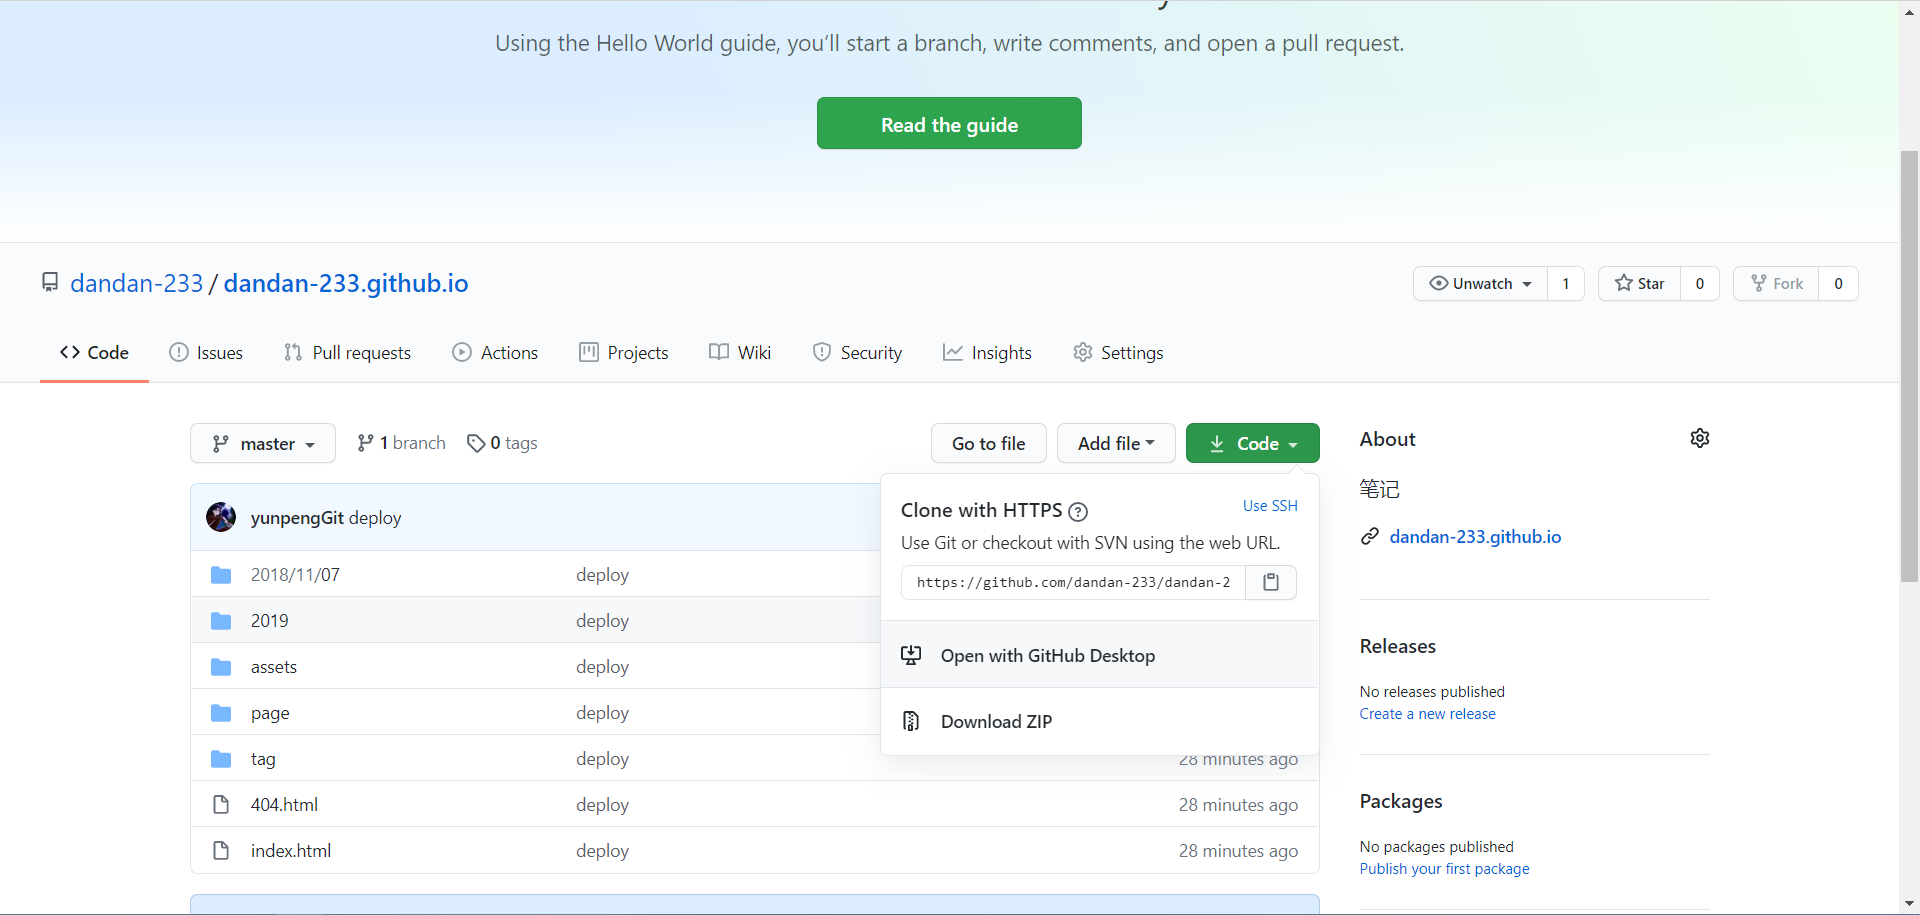 Using the Hello World guide, you’ll start a branch, write comments, and open a pull request.
Read the guide
dandan-233 / dandan-233.github.io
Unwatch 1
Star 0
Fork 0
Code
Issues
Pull requests
Actions
Projects
Wiki
Security
Insights
Settings
master
1 branch
0 tags
Go to file
Add file
Code
Clone with HTTPS ?
Use SSH
Use Git or checkout with SVN using the web URL.
https://github.com/dandan-233/dandan-2
Open with GitHub Desktop
Download ZIP
yunpengGit deploy
2018/11/07 deploy
2019 deploy
assets deploy
page deploy
tag deploy 28 minutes ago
404.html deploy 28 minutes ago
index.html deploy 28 minutes ago
About
笔记
dandan-233.github.io
Releases
No releases published
Create a new release
Packages
No packages published
Publish your first package